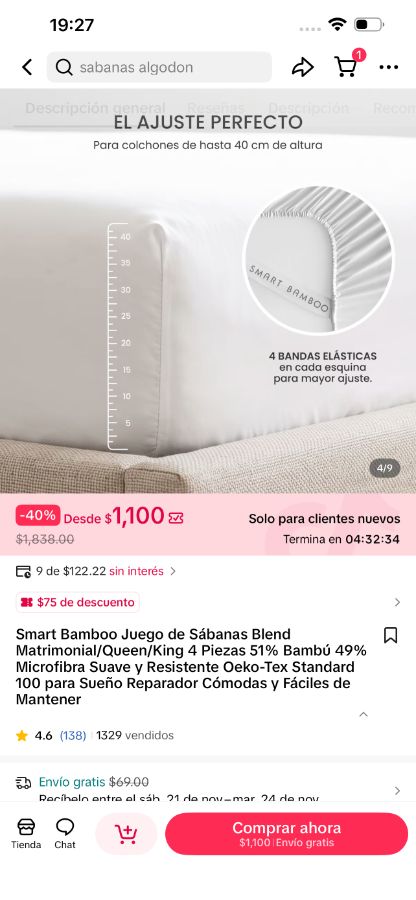 19:27
sabanas algodon
1
Descripción general Reseñas Descripción Recom
EL AJUSTE PERFECTO
Para colchones de hasta 40 cm de altura
40
35
30
25
20
15
10
5
SMART BAMBOO
4 BANDAS ELÁSTICAS
en cada esquina
para mayor ajuste.
4/9
-40% Desde $1,100
Solo para clientes nuevos
$1,838.00
Termina en 04:32:34
9 de $122.22 sin interés
$75 de descuento
Smart Bamboo Juego de Sábanas Blend
Matrimonial/Queen/King 4 Piezas 51% Bambú 49%
Microfibra Suave y Resistente Oeko-Tex Standard
100 para Sueño Reparador Cómodas y Fáciles de
Mantener
4.6 (138) 1329 vendidos
Envío gratis $69.00
Recíbelo entre el sáb, 21 de nov–mar, 24 de nov
Tienda
Chat
Comprar ahora
$1,100 | Envío gratis